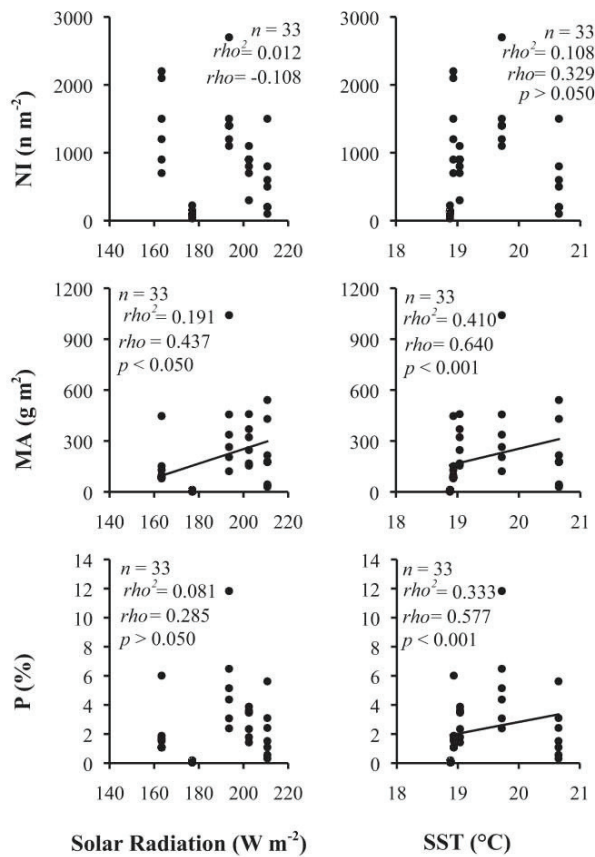 3000
2000
1000
0
NI (n m⁻²)
n = 33
rho²= 0.012
rho= -0.108
140 160 180 200 220
3000
2000
1000
0
n = 33
rho²= 0.108
rho= 0.329
p > 0.050
18 19 20 21
1200
900
600
300
0
MA (g m²)
n = 33
rho²= 0.191
rho = 0.437
p < 0.050
140 160 180 200 220
1200
900
600
300
0
n = 33
rho²= 0.410
rho= 0.640
p < 0.001
18 19 20 21
14
12
10
8
6
4
2
0
P (%)
n = 33
rho²= 0.081
rho= 0.285
p > 0.050
140 160 180 200 220
14
12
10
8
6
4
2
0
n = 33
rho²= 0.333
rho= 0.577
p < 0.001
18 19 20 21
Solar Radiation (W m⁻²)
SST (°C)